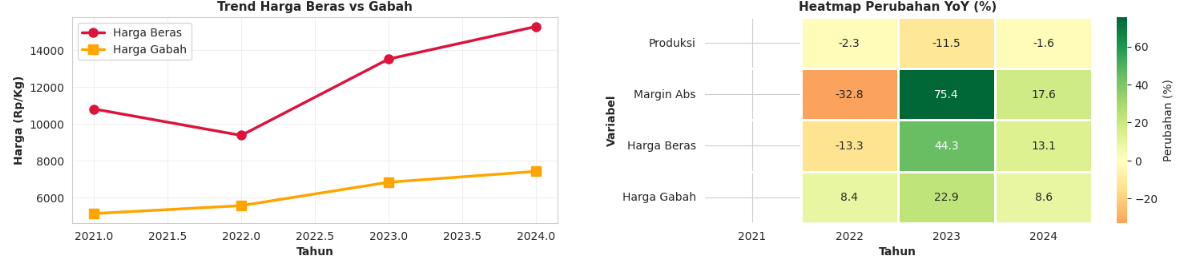 Trend Harga Beras vs Gabah
Harga Beras
Harga Gabah
Harga (Rp/Kg)
14000
12000
10000
8000
6000
2021.0 2021.5 2022.0 2022.5 2023.0 2023.5 2024.0
Tahun
Heatmap Perubahan YoY (%)
Variabel
Produksi -2.3 -11.5 -1.6
Margin Abs -32.8 75.4 17.6
Harga Beras -13.3 44.3 13.1
Harga Gabah 8.4 22.9 8.6
2021 2022 2023 2024
Tahun
60
40
20
0
−20
Perubahan (%)